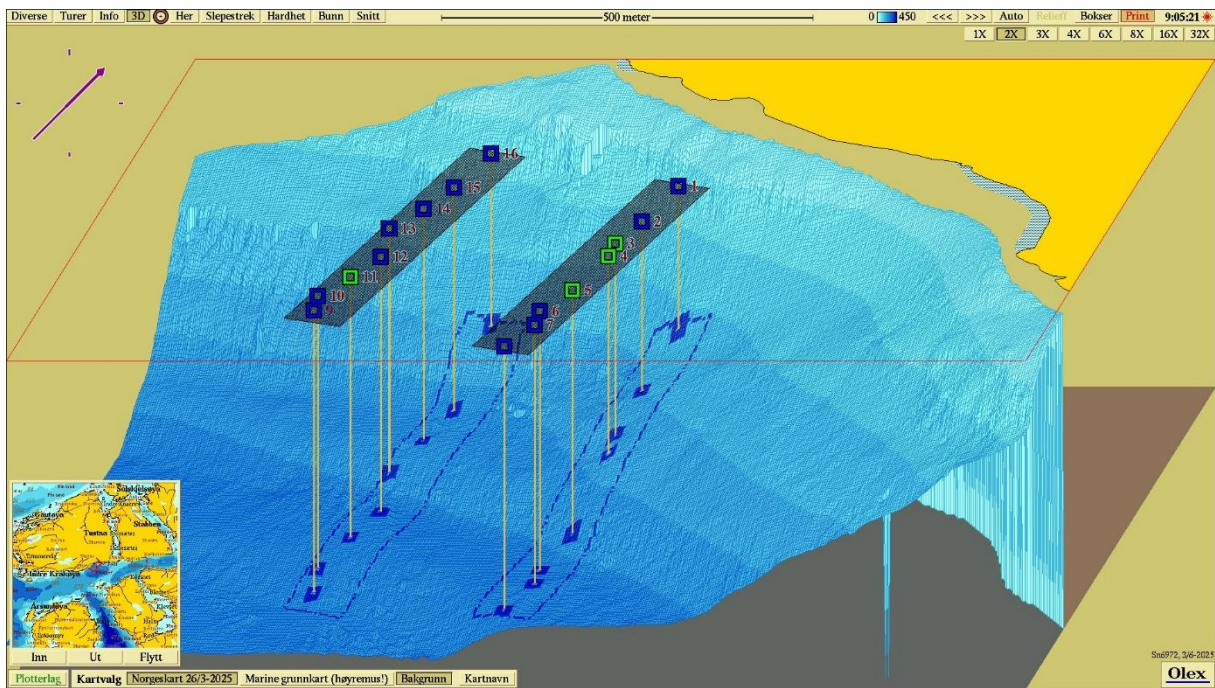 Diverse Turer Info 3D Her Slepestrek Hardhet Bunn Snitt 500 meter 0 450 <<< >>> Auto Relieff Bokser Print 9:05:21
1X 2X 3X 4X 6X 8X 16X 32X
16
15
1
14
2
13
3
12
4
11
5
10
6
9
7
Tustna
Stabben
Indre Krakøya
Inn Ut Flytt
Sn6972, 3/6-2025
Plotterlag Kartvalg Norgeskart 26/3-2025 Marine grunnkart (høyremus!) Bakgrunn Kartnavn
Olex